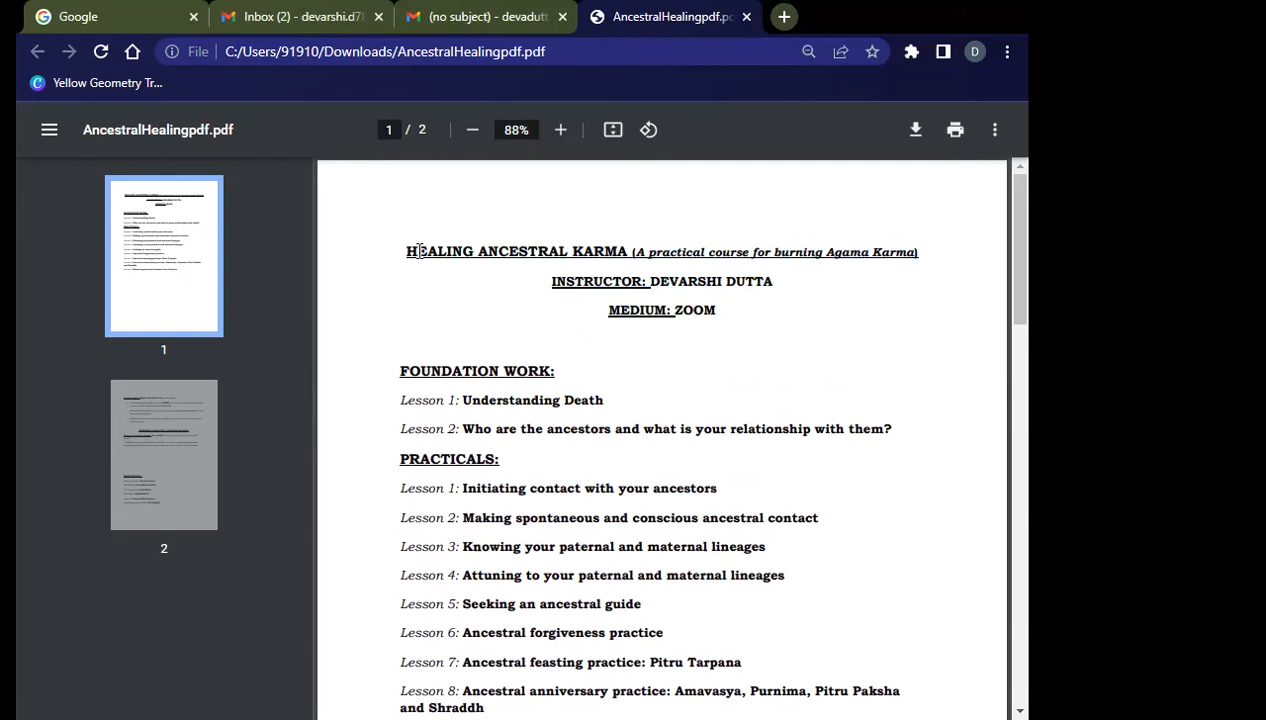 Google
Inbox (2) - devarshi.d7
(no subject) - devadutt
AncestralHealingpdf.pd
File
C:/Users/91910/Downloads/AncestralHealingpdf.pdf
D
Yellow Geometry Tr...
AncestralHealingpdf.pdf
1 / 2
88%
HEALING ANCESTRAL KARMA (A practical course for burning Agama Karma)
INSTRUCTOR: DEVARSHI DUTTA
MEDIUM: ZOOM
FOUNDATION WORK:
Lesson 1: Understanding Death
Lesson 2: Who are the ancestors and what is your relationship with them?
PRACTICALS:
Lesson 1: Initiating contact with your ancestors
Lesson 2: Making spontaneous and conscious ancestral contact
Lesson 3: Knowing your paternal and maternal lineages
Lesson 4: Attuning to your paternal and maternal lineages
Lesson 5: Seeking an ancestral guide
Lesson 6: Ancestral forgiveness practice
Lesson 7: Ancestral feasting practice: Pitru Tarpana
Lesson 8: Ancestral anniversary practice: Amavasya, Purnima, Pitru Paksha
and Shraddh
1
2